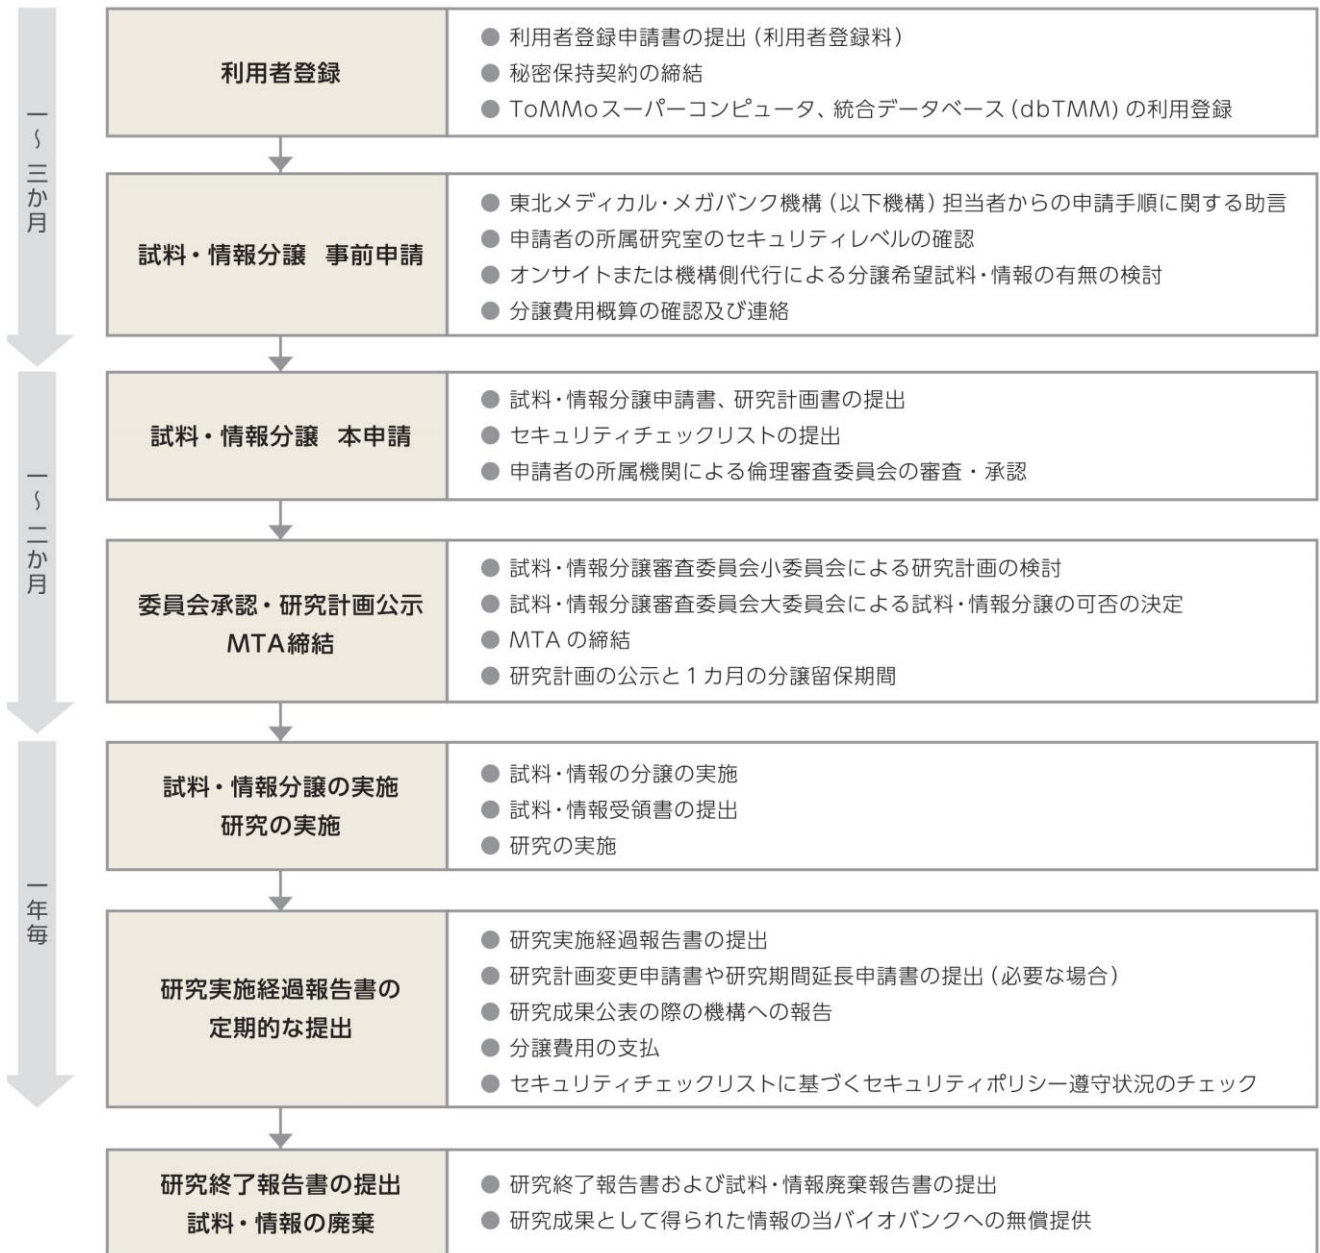 一〜三か月
利用者登録
● 利用者登録申請書の提出（利用者登録料）
● 秘密保持契約の締結
● ToMMoスーパーコンピュータ、統合データベース（dbTMM）の利用登録
試料・情報分譲 事前申請
● 東北メディカル・メガバンク機構（以下機構）担当者からの申請手順に関する助言
● 申請者の所属研究室のセキュリティレベルの確認
● オンサイトまたは機構側代行による分譲希望試料・情報の有無の検討
● 分譲費用概算の確認及び連絡
一〜二か月
試料・情報分譲 本申請
● 試料・情報分譲申請書、研究計画書の提出
● セキュリティチェックリストの提出
● 申請者の所属機関による倫理審査委員会の審査・承認
委員会承認・研究計画公示
MTA締結
● 試料・情報分譲審査委員会小委員会による研究計画の検討
● 試料・情報分譲審査委員会大委員会による試料・情報分譲の可否の決定
● MTA の締結
● 研究計画の公示と１カ月の分譲留保期間
一年毎
試料・情報分譲の実施
研究の実施
● 試料・情報の分譲の実施
● 試料・情報受領書の提出
● 研究の実施
研究実施経過報告書の
定期的な提出
● 研究実施経過報告書の提出
● 研究計画変更申請書や研究期間延長申請書の提出（必要な場合）
● 研究成果公表の際の機構への報告
● 分譲費用の支払
● セキュリティチェックリストに基づくセキュリティポリシー遵守状況のチェック
研究終了報告書の提出
試料・情報の廃棄
● 研究終了報告書および試料・情報廃棄報告書の提出
● 研究成果として得られた情報の当バイオバンクへの無償提供